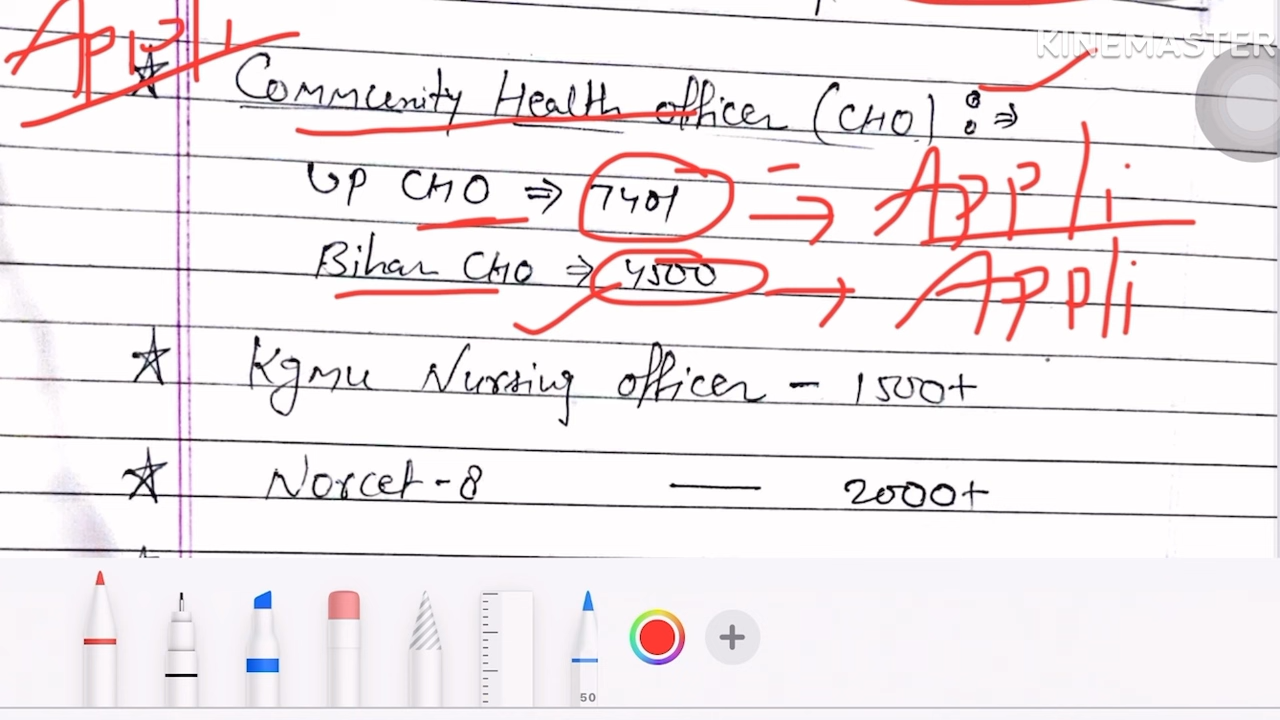 KINEMASTER
Appli
Community Health officer (CHO) : ⇒
UP CHO ⇒ 7401 → Appli
Bihar CHO ⇒ 4500 → Appli
Kgmu Nursing officer - 1500+
Norcet-8 — 2000+
50